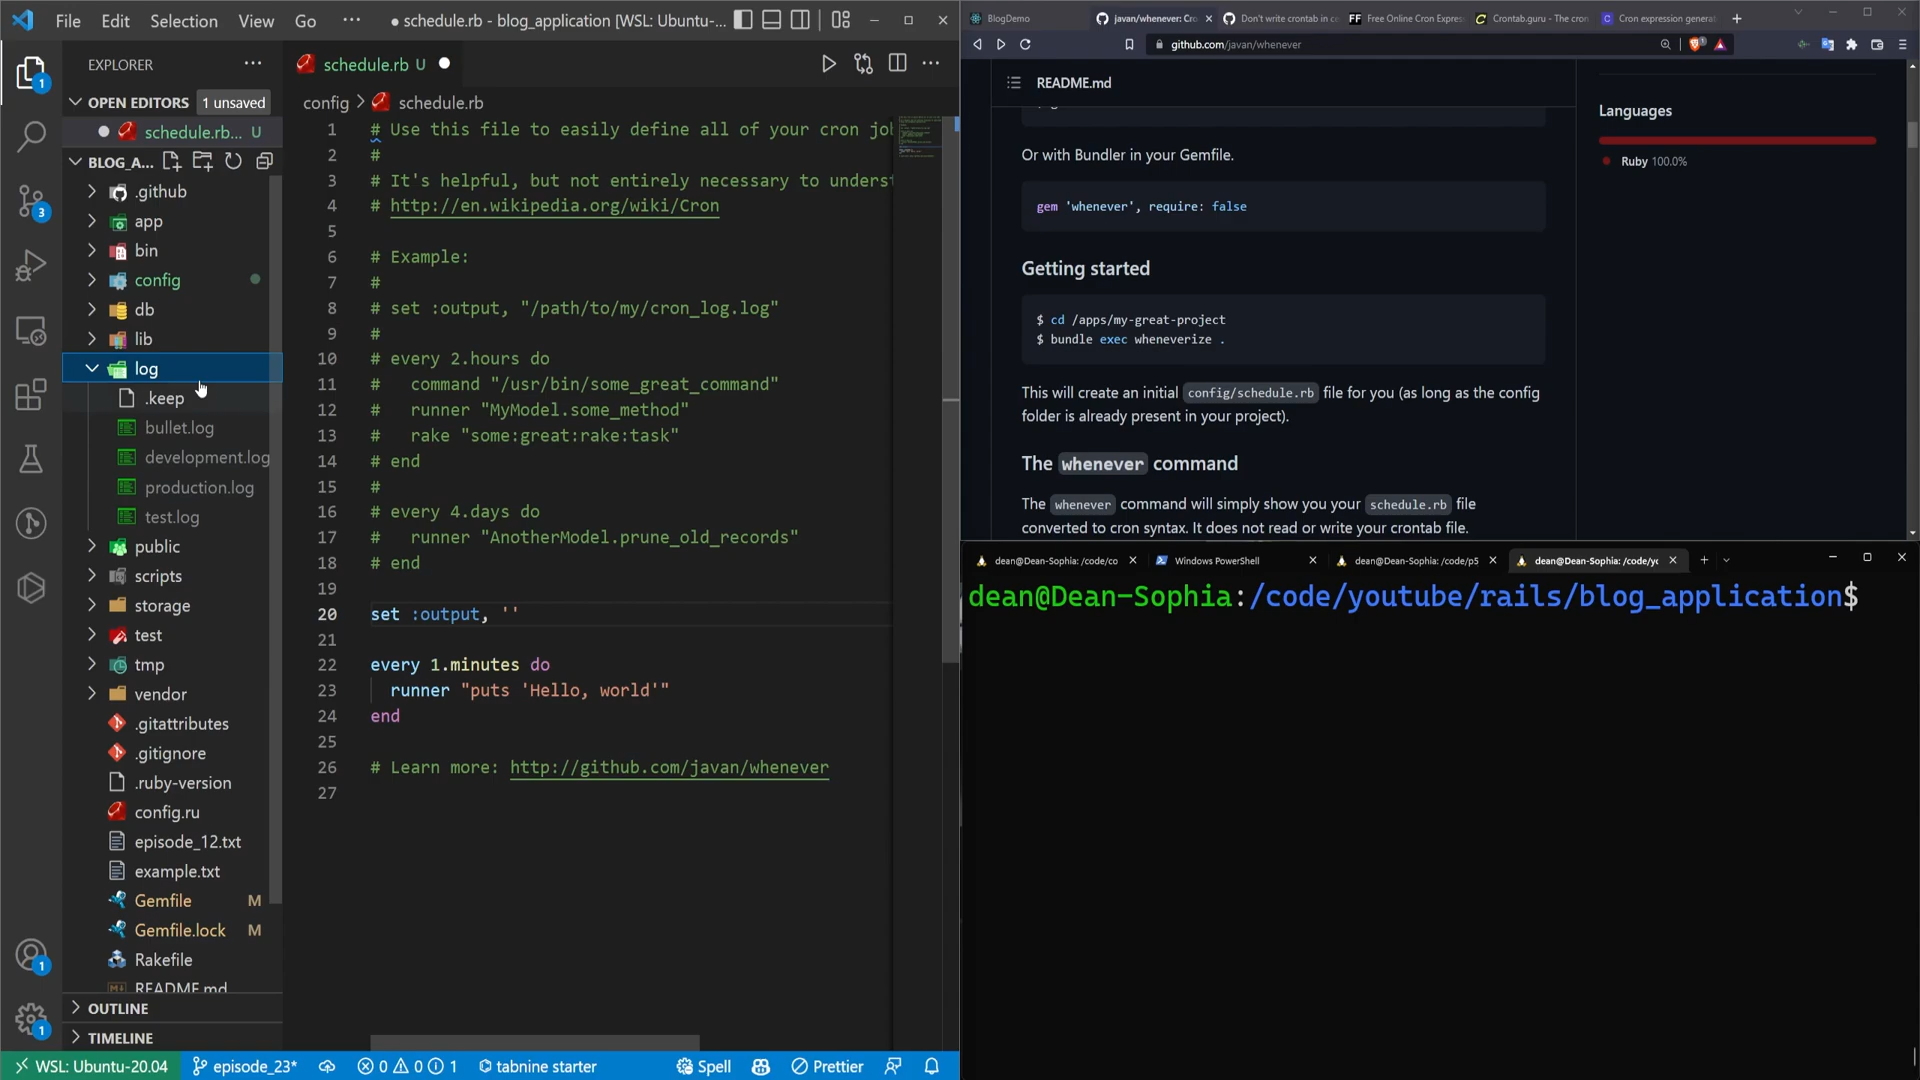 File Edit Selection View Go ··· ● schedule.rb - blog_application [WSL: Ubuntu-...
EXPLORER ···
OPEN EDITORS 1 unsaved
schedule.rb... U
BLOG_A...
.github
app
bin
config
db
lib
log
.keep
bullet.log
development.log
production.log
test.log
public
scripts
storage
test
tmp
vendor
.gitattributes
.gitignore
.ruby-version
config.ru
episode_12.txt
example.txt
Gemfile M
Gemfile.lock M
Rakefile
README.md
OUTLINE
TIMELINE
1
3
1
1
schedule.rb U ●
config > schedule.rb
1 # Use this file to easily define all of your cron jo
2 #
3 # It's helpful, but not entirely necessary to unders
4 # http://en.wikipedia.org/wiki/Cron
5
6 # Example:
7 #
8 # set :output, "/path/to/my/cron_log.log"
9 #
10 # every 2.hours do
11 #   command "/usr/bin/some_great_command"
12 #   runner "MyModel.some_method"
13 #   rake "some:great:rake:task"
14 # end
15 #
16 # every 4.days do
17 #   runner "AnotherModel.prune_old_records"
18 # end
19
20 set :output, ''
21
22 every 1.minutes do
23   runner "puts 'Hello, world'"
24 end
25
26 # Learn more: http://github.com/javan/whenever
27
WSL: Ubuntu-20.04 episode_23* 0 0 1 tabnine starter Spell Prettier
BlogDemo javan/whenever: Cro Don't write crontab in ce FF Free Online Cron Expres Crontab.guru - The cron Cron expression generat
github.com/javan/whenever
README.md
Or with Bundler in your Gemfile.
gem 'whenever', require: false
Getting started
$ cd /apps/my-great-project
$ bundle exec wheneverize .
This will create an initial config/schedule.rb file for you (as long as the config
folder is already present in your project).
The whenever command
The whenever command will simply show you your schedule.rb file
converted to cron syntax. It does not read or write your crontab file.
Languages
Ruby 100.0%
dean@Dean-Sophia: /code/co Windows PowerShell dean@Dean-Sophia: /code/p5 dean@Dean-Sophia: /code/yc
dean@Dean-Sophia:/code/youtube/rails/blog_application$